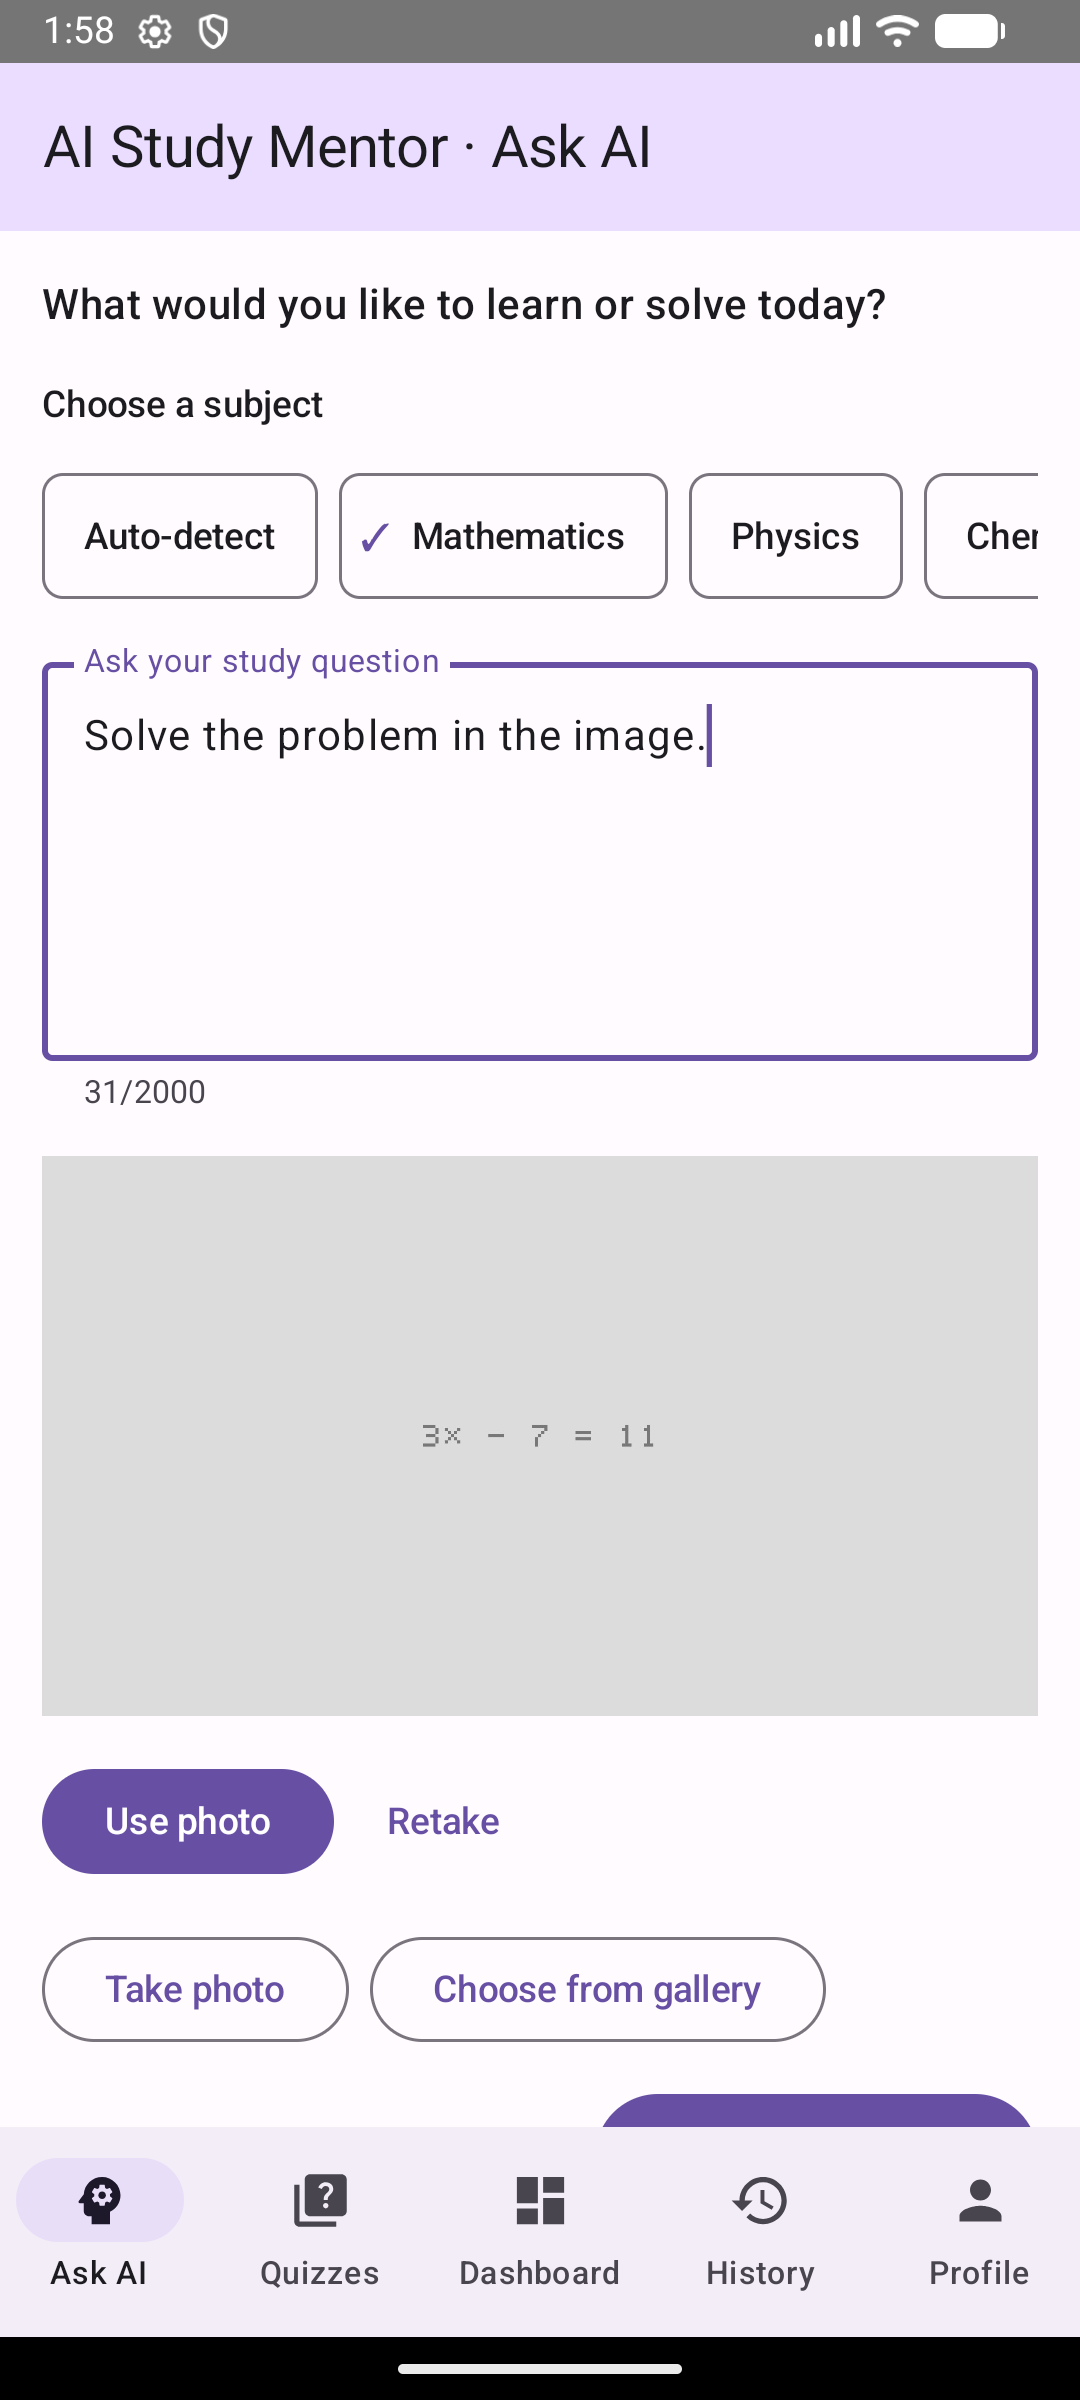 1:58
AI Study Mentor · Ask AI
What would you like to learn or solve today?
Choose a subject
Auto-detect ✓ Mathematics Physics
Ask your study question
Solve the problem in the image.
31/2000
3x - 7 = 11
Use photo Retake
Take photo Choose from gallery
Ask AI Quizzes Dashboard History Profile